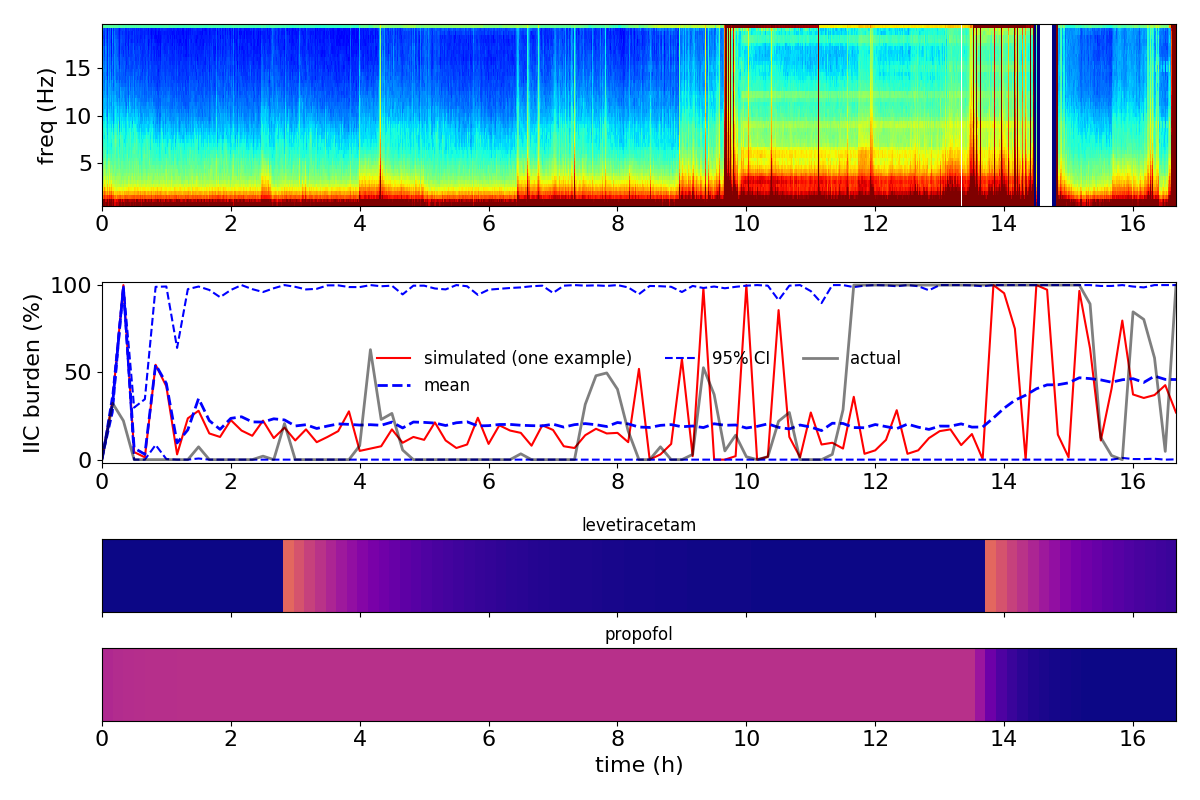 freq (Hz)
15
10
5
0 2 4 6 8 10 12 14 16
IIC burden (%)
100
50
0
simulated (one example) 95% CI actual
mean
0 2 4 6 8 10 12 14 16
levetiracetam
propofol
0 2 4 6 8 10 12 14 16
time (h)